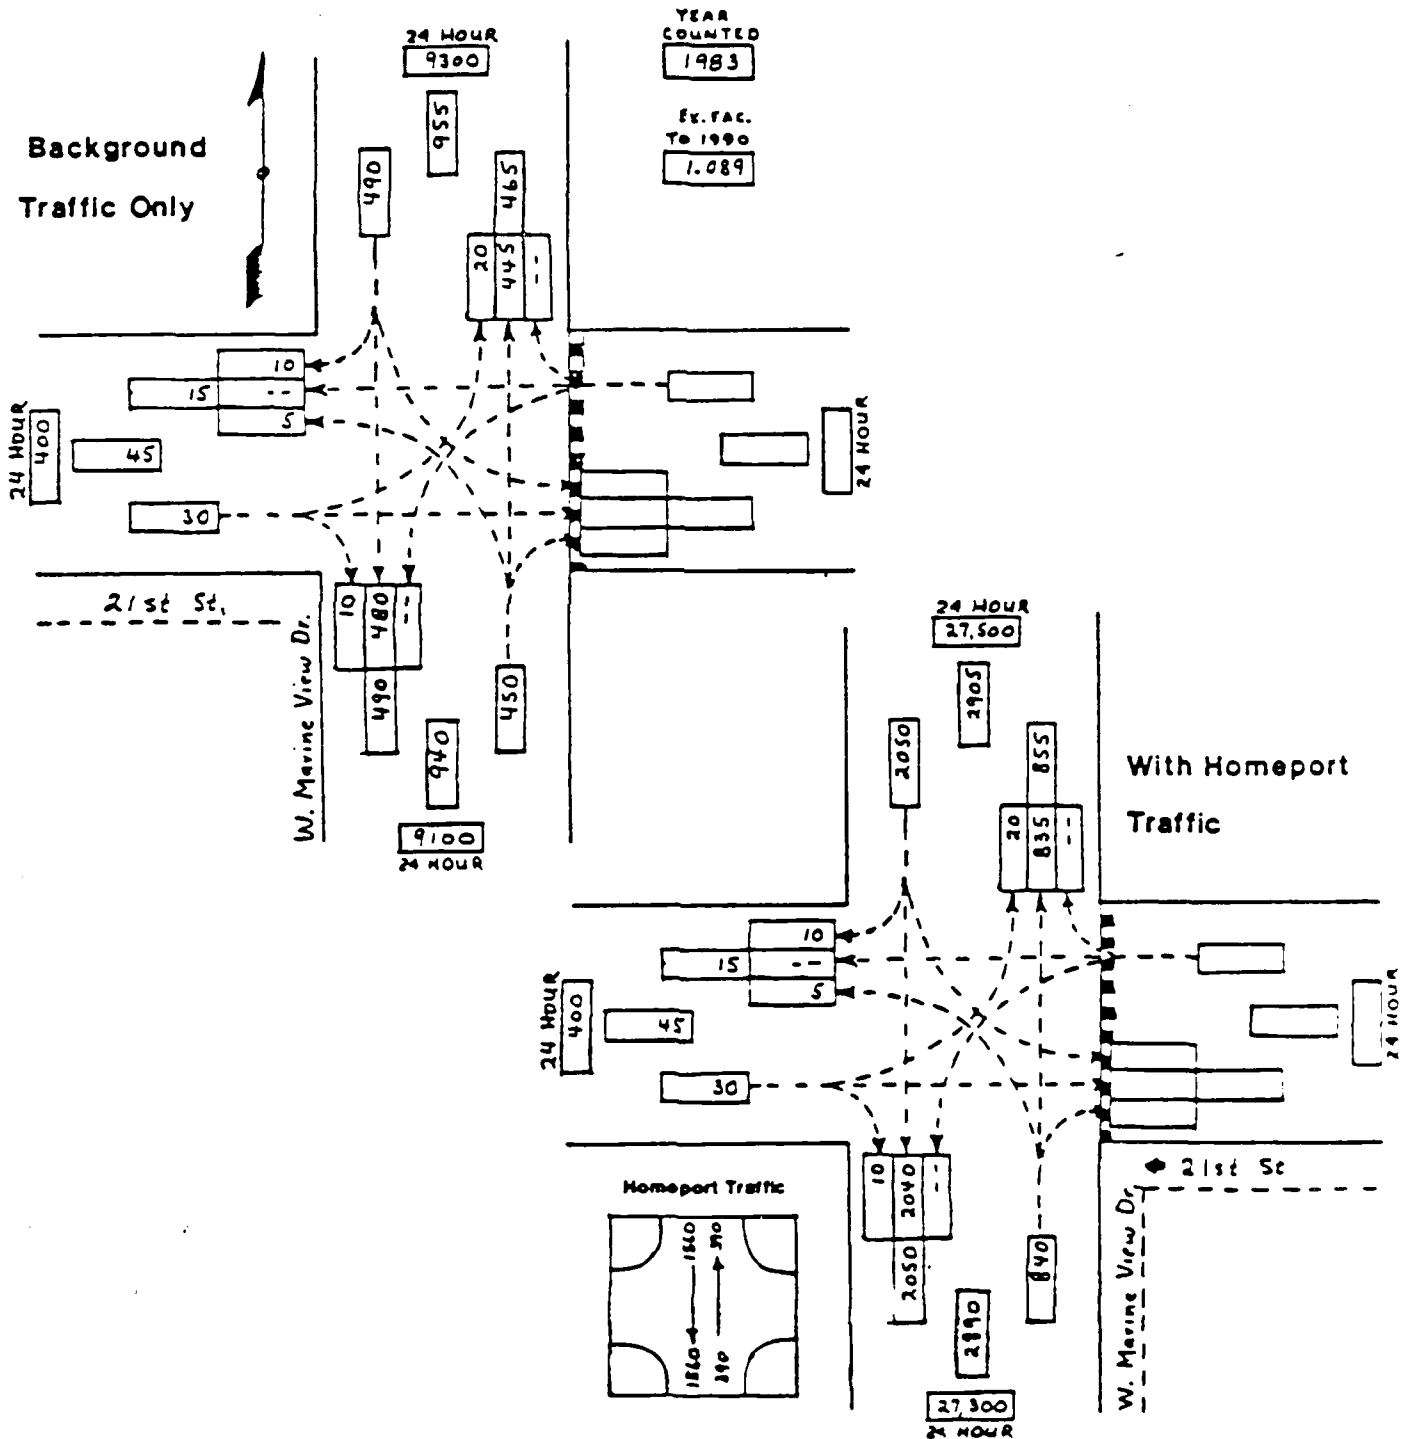 24 HOUR
9300
YEAR
COUNTED
1983
EX. FAC.
TO 1990
1.089
Background
Traffic Only
955
490
465
20
445
--
10
15
--
5
24 HOUR
400
45
30
24 HOUR
21st St.
W. Marine View Dr.
10
480
--
490
450
940
9100
24 HOUR
24 HOUR
27,500
2905
2050
855
With Homeport
Traffic
20
835
--
10
15
--
5
24 HOUR
400
45
30
24 HOUR
10
2040
--
2050
840
2890
27,300
24 HOUR
21st St
W. Marine View Dr.
Homeport Traffic
390
390